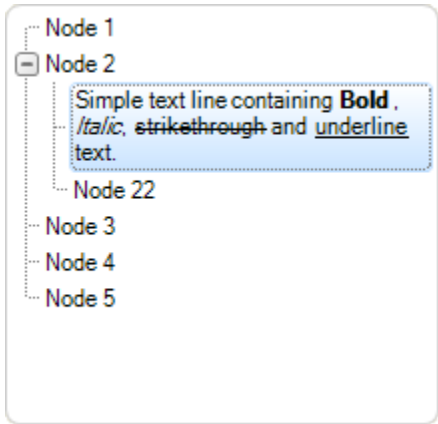 Node 1
Node 2
Simple text line containing Bold ,
Italic, strikethrough and underline
text.
Node 22
Node 3
Node 4
Node 5